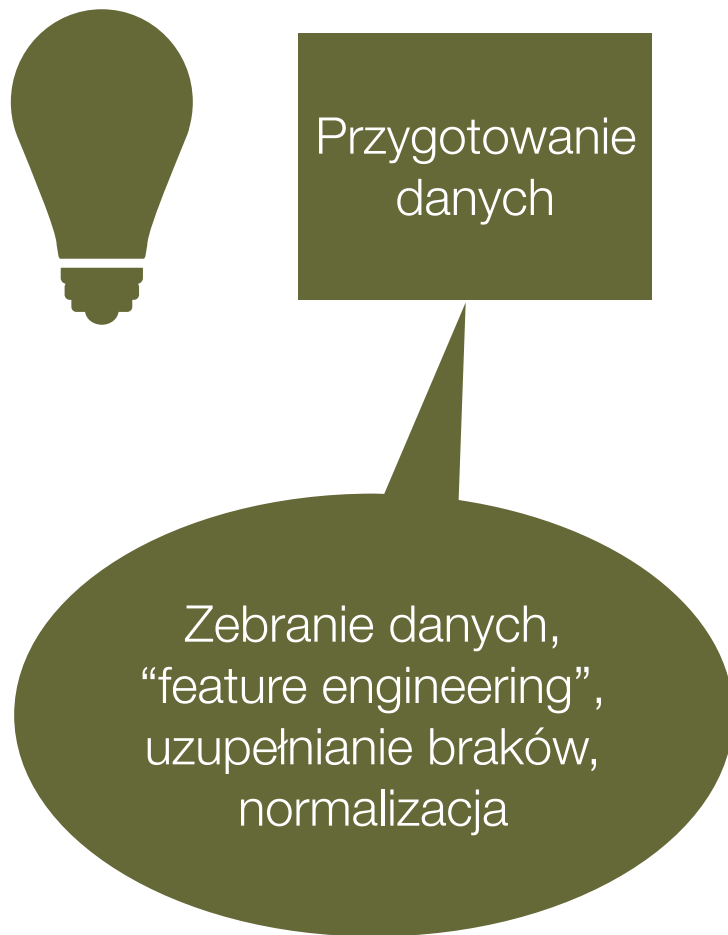 Przygotowanie
danych
Zebranie danych,
“feature engineering”,
uzupełnianie braków,
normalizacja